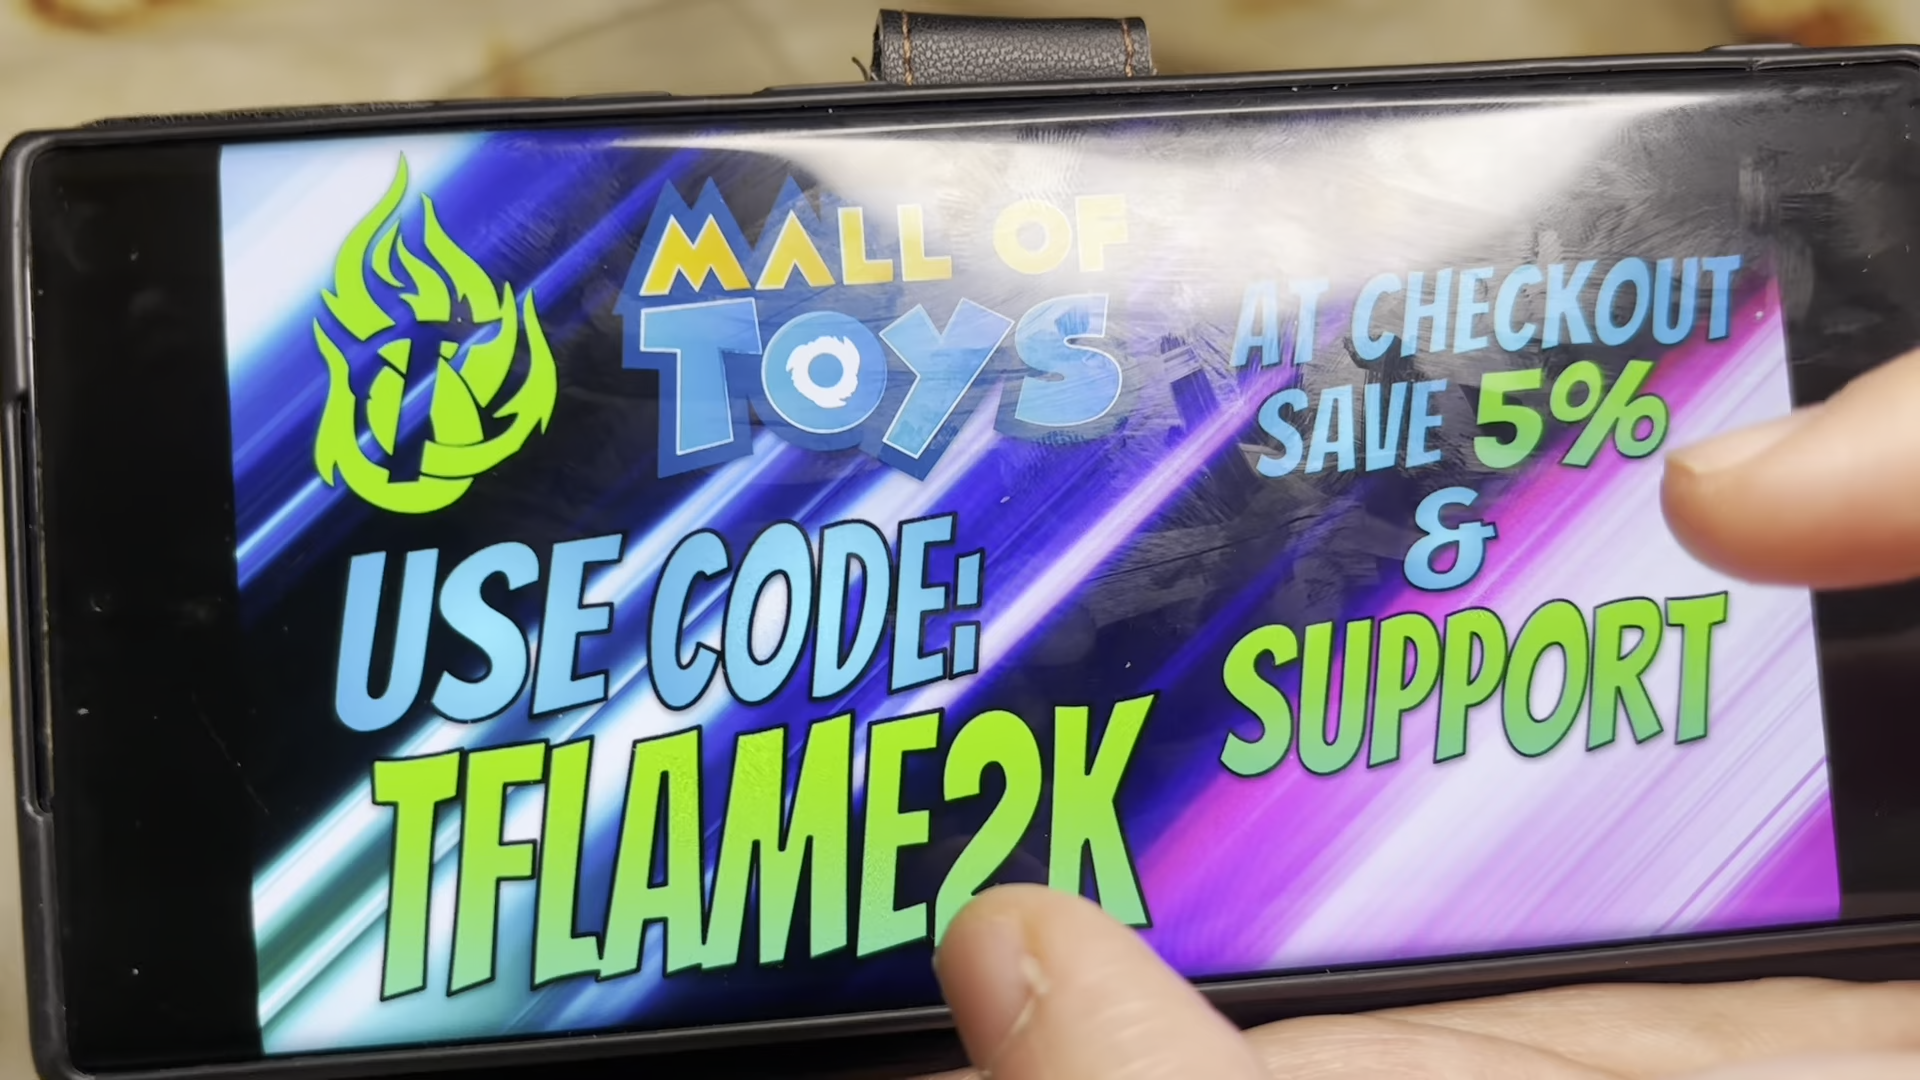 MALL OF
TOYS
USE CODE:
TFLAME2K
AT CHECKOUT
SAVE 5%
&
SUPPORT